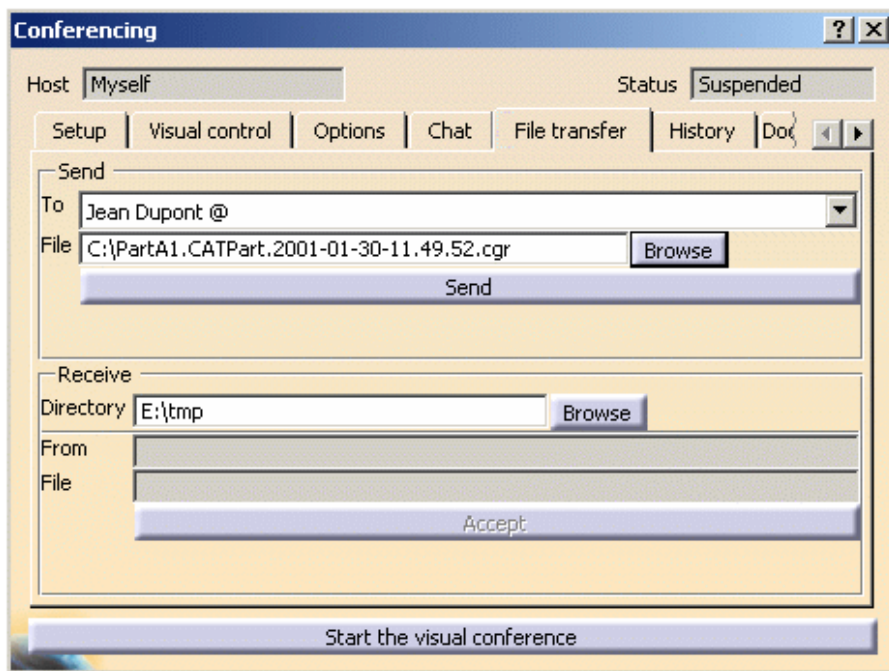 Conferencing
Host Myself Status Suspended
Setup Visual control Options Chat File transfer History
Send
To Jean Dupont @
File C:\PartA1.CATPart.2001-01-30-11.49.52.cgr Browse
Send
Receive
Directory E:\tmp Browse
From
File
Accept
Start the visual conference